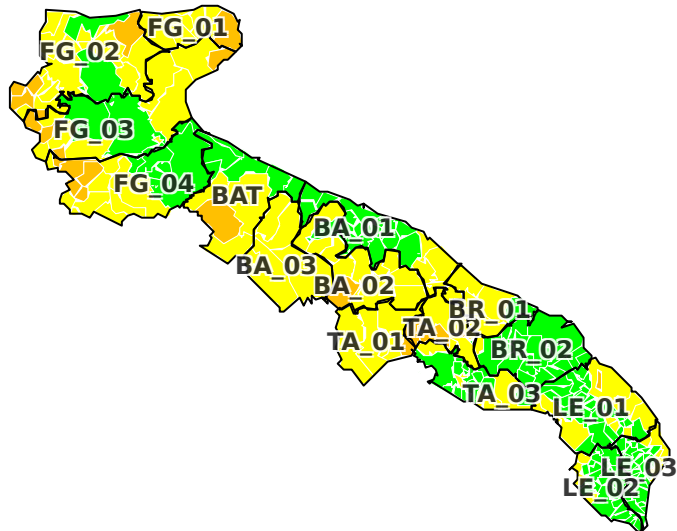 FG_01
FG_02
FG_03
FG_04
BAT
BA_01
BA_03
BA_02
BR_01
TA_02
TA_01
BR_02
TA_03
LE_01
LE_03
LE_02